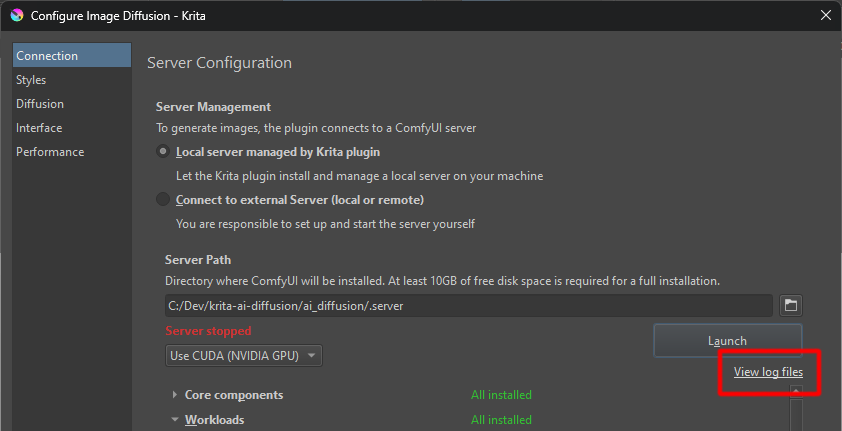 Configure Image Diffusion - Krita
Connection
Styles
Diffusion
Interface
Performance
Server Configuration
Server Management
To generate images, the plugin connects to a ComfyUI server
Local server managed by Krita plugin
Let the Krita plugin install and manage a local server on your machine
Connect to external Server (local or remote)
You are responsible to set up and start the server yourself
Server Path
Directory where ComfyUI will be installed. At least 10GB of free disk space is required for a full installation.
C:/Dev/krita-ai-diffusion/ai_diffusion/.server
Server stopped
Launch
Use CUDA (NVIDIA GPU)
View log files
Core components All installed
Workloads All installed